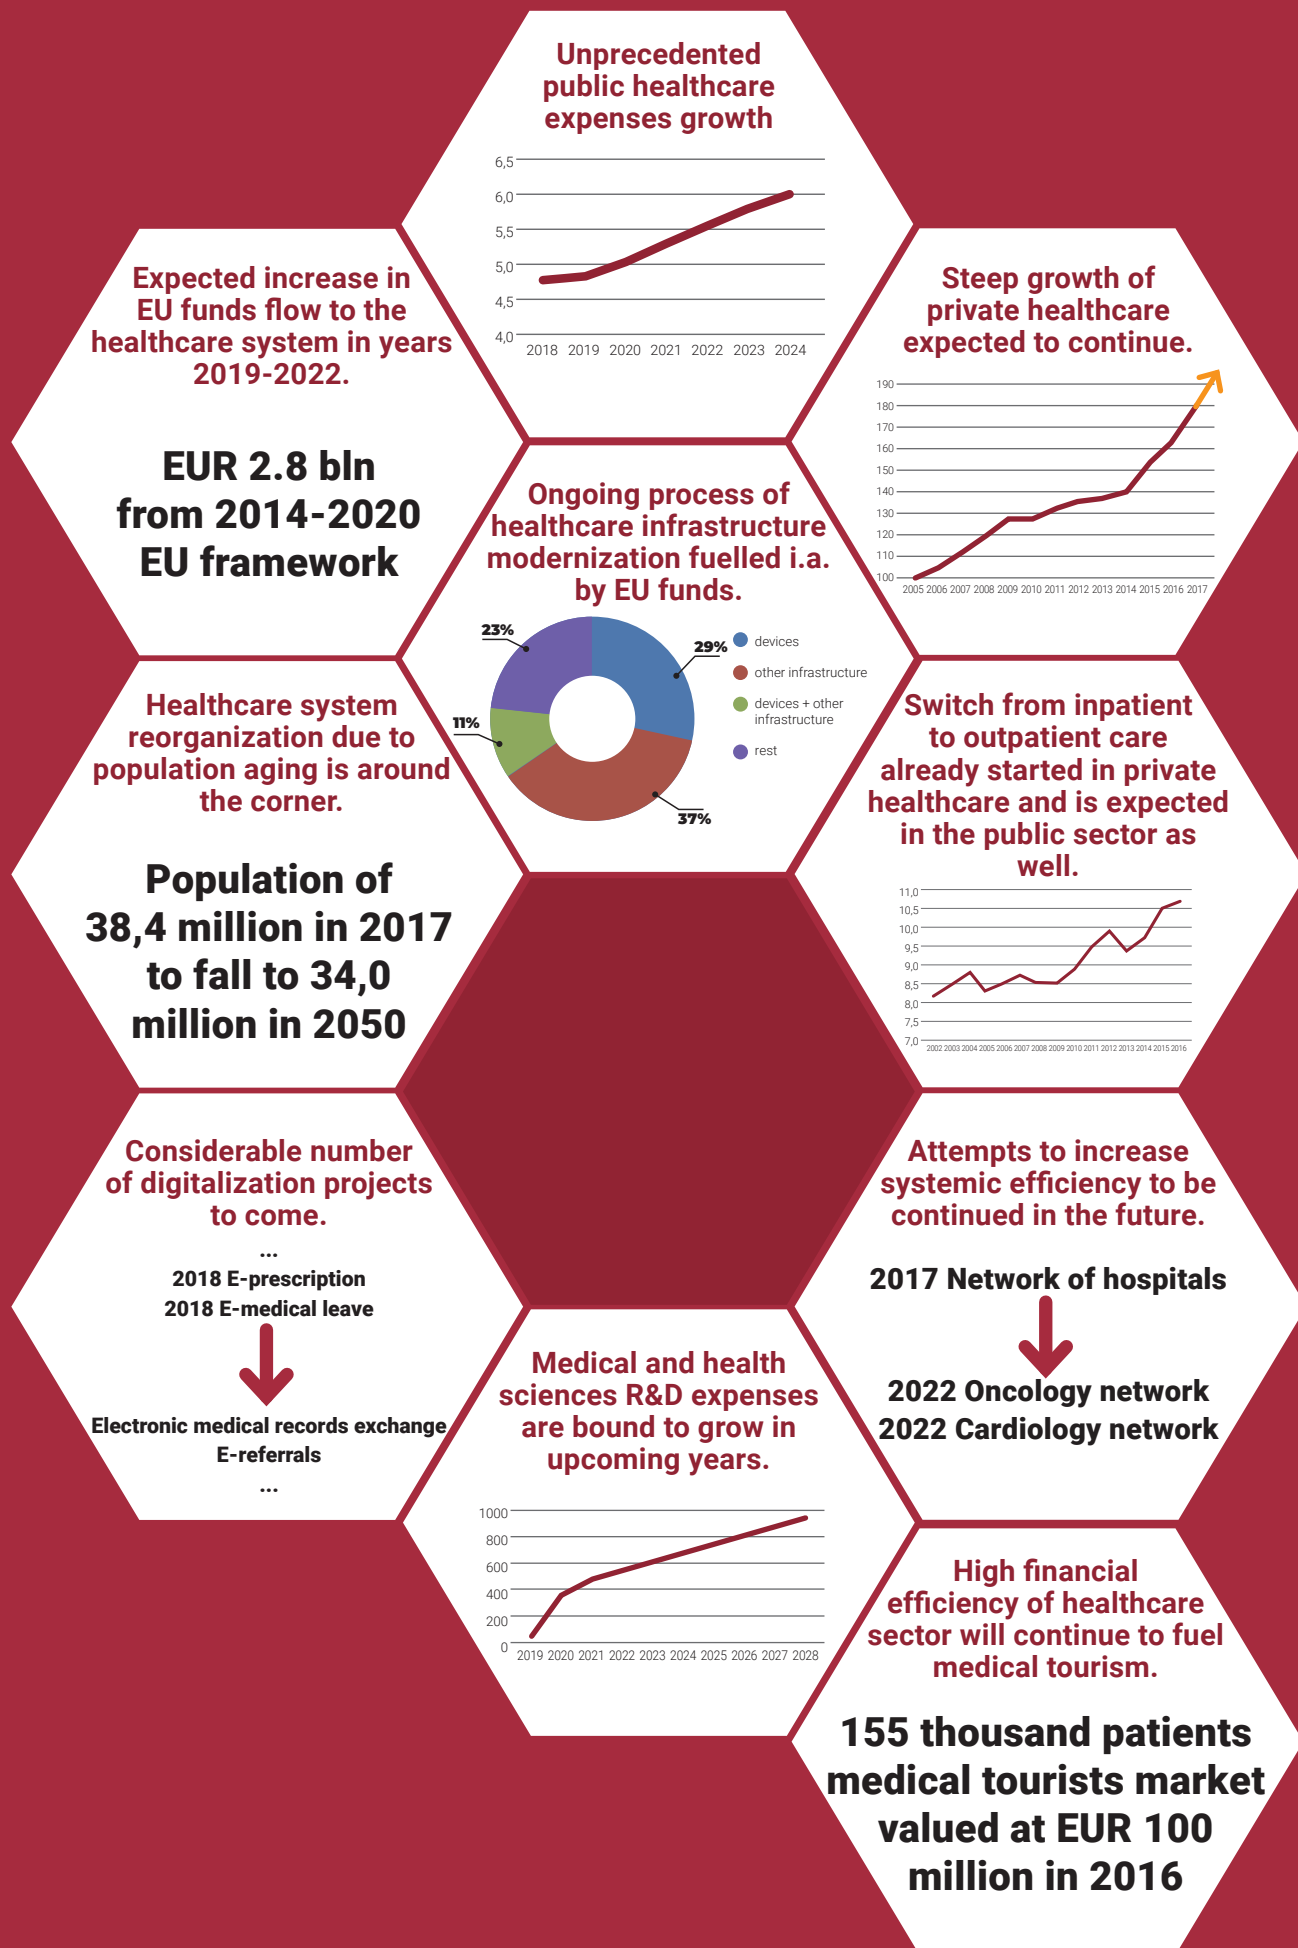 Unprecedented
public healthcare
expenses growth
6,5
6,0
5,5
5,0
4,5
4,0
2018 2019 2020 2021 2022 2023 2024
Expected increase in
EU funds flow to the
healthcare system in years
2019-2022.
EUR 2.8 bln
from 2014-2020
EU framework
Steep growth of
private healthcare
expected to continue.
190
180
170
160
150
140
130
120
110
100
2005 2006 2007 2008 2009 2010 2011 2012 2013 2014 2015 2016 2017
Ongoing process of
healthcare infrastructure
modernization fuelled i.a.
by EU funds.
23%
29%
11%
37%
devices
other infrastructure
devices + other
infrastructure
rest
Healthcare system
reorganization due to
population aging is around
the corner.
Population of
38,4 million in 2017
to fall to 34,0
million in 2050
Switch from inpatient
to outpatient care
already started in private
healthcare and is expected
in the public sector as
well.
11,0
10,5
10,0
9,5
9,0
8,5
8,0
7,5
7,0
2002 2003 2004 2005 2006 2007 2008 2009 2010 2011 2012 2013 2014 2015 2016
Considerable number
of digitalization projects
to come.
...
2018 E-prescription
2018 E-medical leave
Electronic medical records exchange
E-referrals
...
Attempts to increase
systemic efficiency to be
continued in the future.
2017 Network of hospitals
2022 Oncology network
2022 Cardiology network
Medical and health
sciences R&D expenses
are bound to grow in
upcoming years.
1000
800
600
400
200
0
2019 2020 2021 2022 2023 2024 2025 2026 2027 2028
High financial
efficiency of healthcare
sector will continue to fuel
medical tourism.
155 thousand patients
medical tourists market
valued at EUR 100
million in 2016